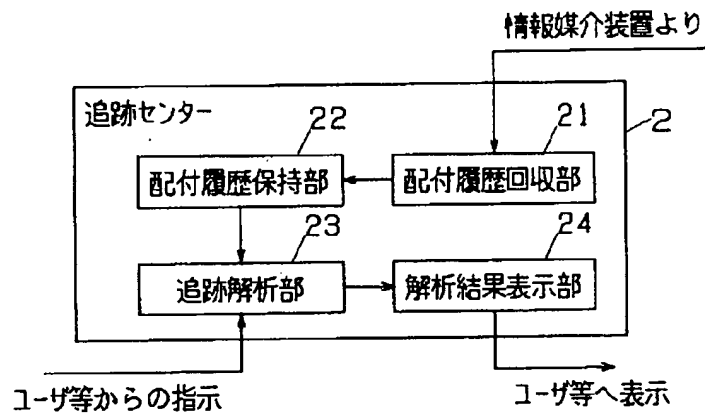 情報媒介装置より
追跡センター
2
22
21
配付履歴保持部
配付履歴回収部
23
24
追跡解析部
解析結果表示部
ユーザ等からの指示
ユーザ等へ表示